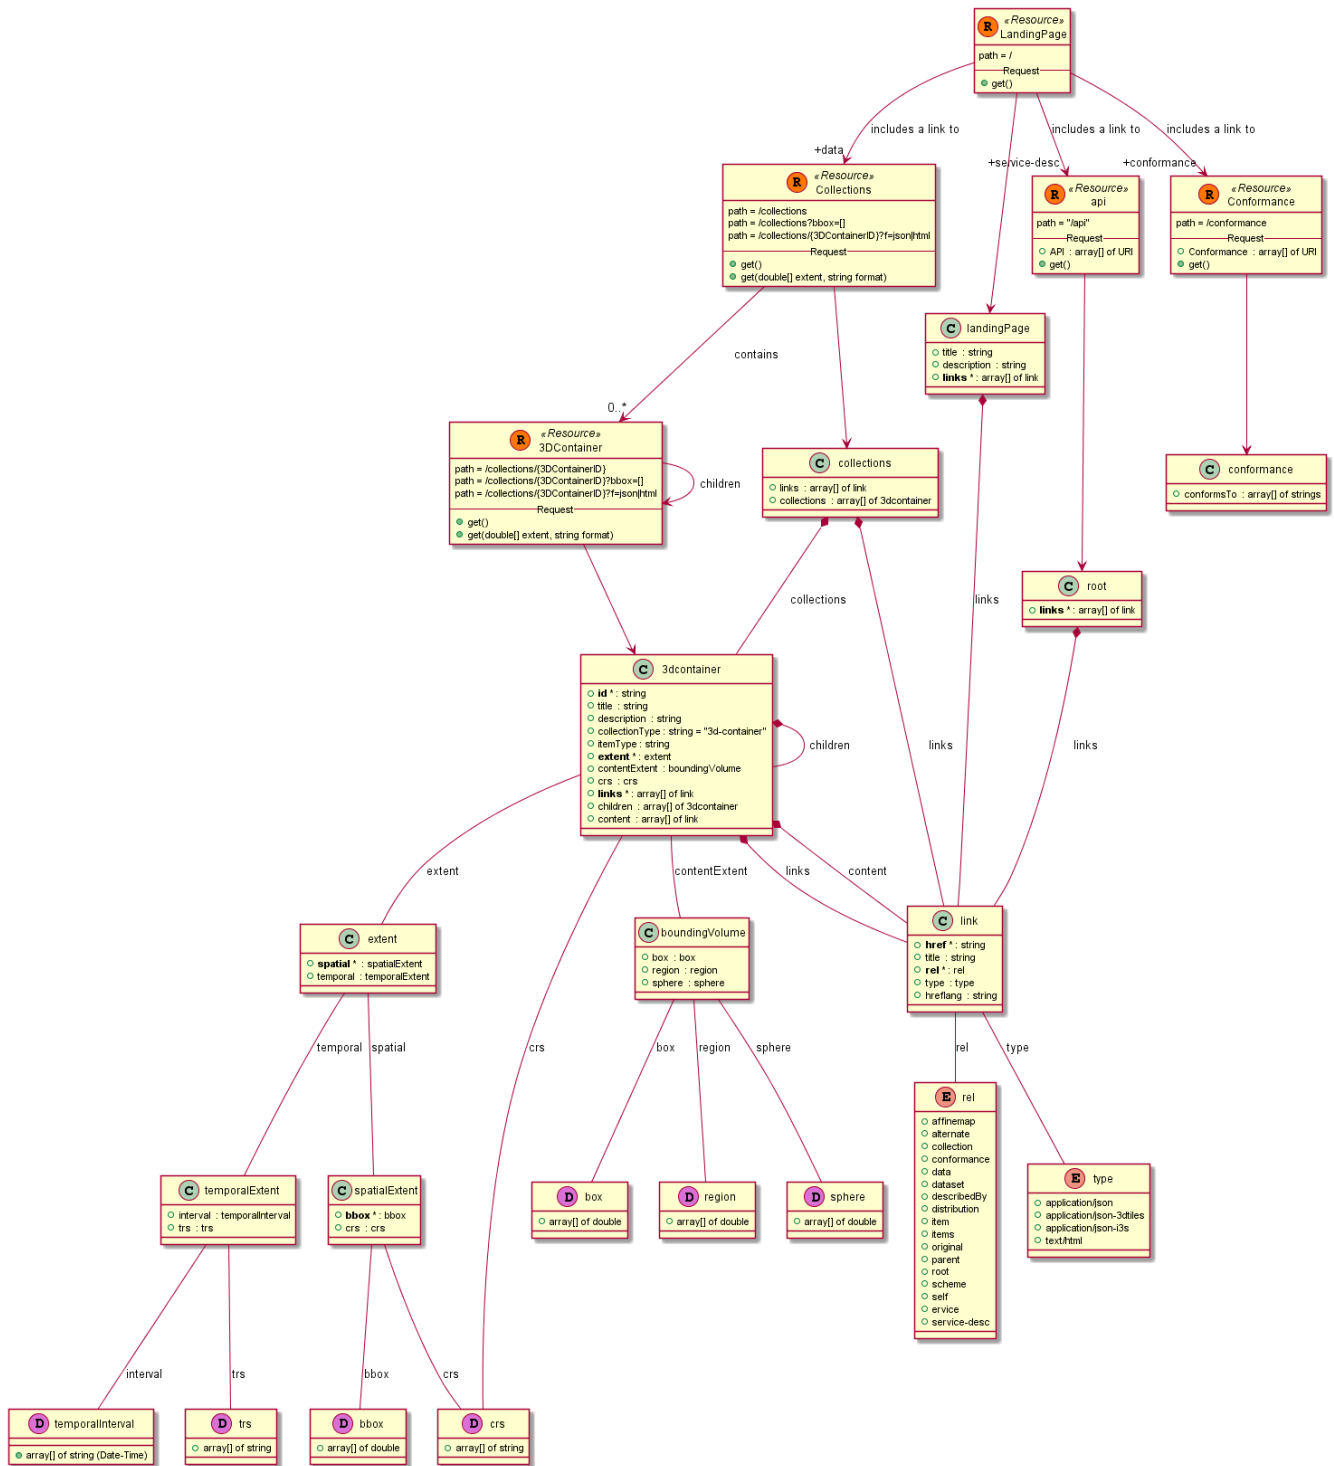 R «Resource»
LandingPage
path = /
Request
get()
includes a link to
includes a link to
includes a link to
+data
+service-desc
+conformance
R «Resource»
Collections
path = /collections
path = /collections?bbox=[]
path = /collections/{3DContainerID}?f=json|html
Request
get()
get(double[] extent, string format)
R «Resource»
api
path = "/api"
Request
API : array[] of URI
get()
R «Resource»
Conformance
path = /conformance
Request
Conformance : array[] of URI
get()
C landingPage
title : string
description : string
links * : array[] of link
contains
0..*
R «Resource»
3DContainer
path = /collections/{3DContainerID}
path = /collections/{3DContainerID}?bbox=[]
path = /collections/{3DContainerID}?f=json|html
Request
get()
get(double[] extent, string format)
children
C collections
links : array[] of link
collections : array[] of 3dcontainer
C conformance
conformsTo : array[] of strings
C root
links * : array[] of link
collections
links
links
links
C 3dcontainer
id * : string
title : string
description : string
collectionType : string = "3d-container"
itemType : string
extent * : extent
contentExtent : boundingVolume
crs : crs
links * : array[] of link
children : array[] of 3dcontainer
content : array[] of link
children
extent
contentExtent
links
content
crs
C extent
spatial * : spatialExtent
temporal : temporalExtent
C boundingVolume
box : box
region : region
sphere : sphere
C link
href * : string
title : string
rel * : rel
type : type
hreflang : string
temporal
spatial
box
region
sphere
rel
type
C temporalExtent
interval : temporalInterval
trs : trs
C spatialExtent
bbox * : bbox
crs : crs
D box
array[] of double
D region
array[] of double
D sphere
array[] of double
E rel
affinemap
alternate
collection
conformance
data
dataset
describedBy
distribution
item
items
original
parent
root
scheme
self
ervice
service-desc
E type
application/json
application/json-3dtiles
application/json-i3s
text/html
interval
trs
bbox
crs
D temporalInterval
array[] of string (Date-Time)
D trs
array[] of string
D bbox
array[] of double
D crs
array[] of string